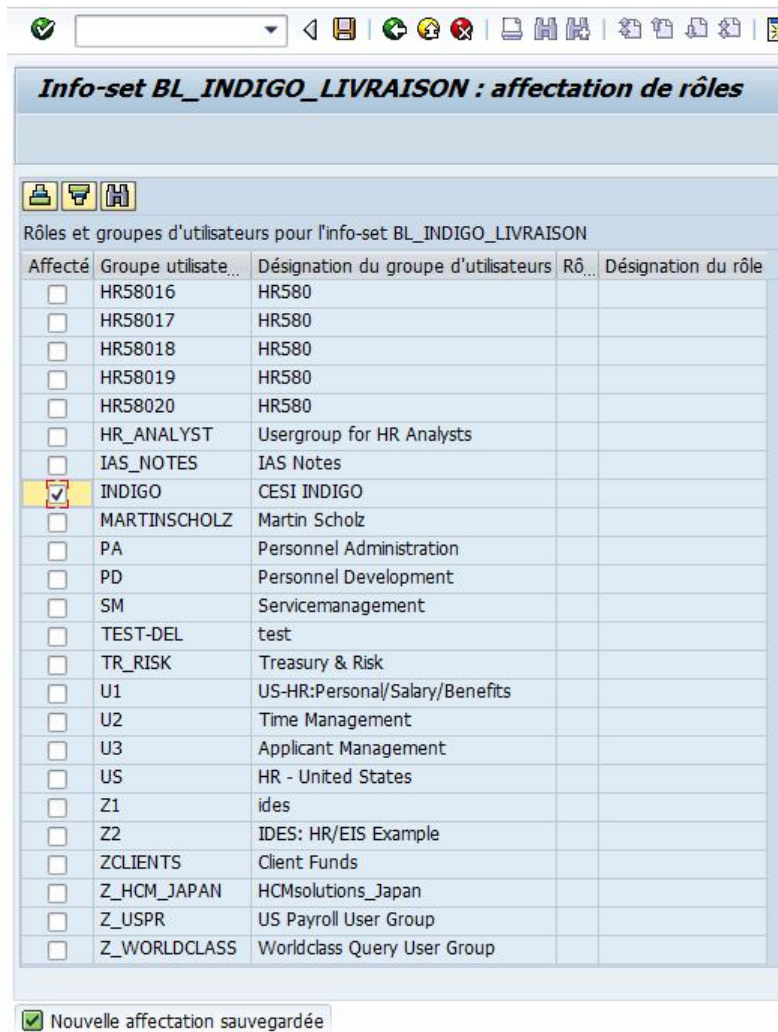 Info-set BL_INDIGO_LIVRAISON : affectation de rôles
Rôles et groupes d'utilisateurs pour l'info-set BL_INDIGO_LIVRAISON
Affecté Groupe utilisate... Désignation du groupe d'utilisateurs Rô... Désignation du rôle
HR58016 HR580
HR58017 HR580
HR58018 HR580
HR58019 HR580
HR58020 HR580
HR_ANALYST Usergroup for HR Analysts
IAS_NOTES IAS Notes
INDIGO CESI INDIGO
MARTINSCHOLZ Martin Scholz
PA Personnel Administration
PD Personnel Development
SM Servicemanagement
TEST-DEL test
TR_RISK Treasury & Risk
U1 US-HR:Personal/Salary/Benefits
U2 Time Management
U3 Applicant Management
US HR - United States
Z1 ides
Z2 IDES: HR/EIS Example
ZCLIENTS Client Funds
Z_HCM_JAPAN HCMsolutions_Japan
Z_USPR US Payroll User Group
Z_WORLDCLASS Worldclass Query User Group
Nouvelle affectation sauvegardée